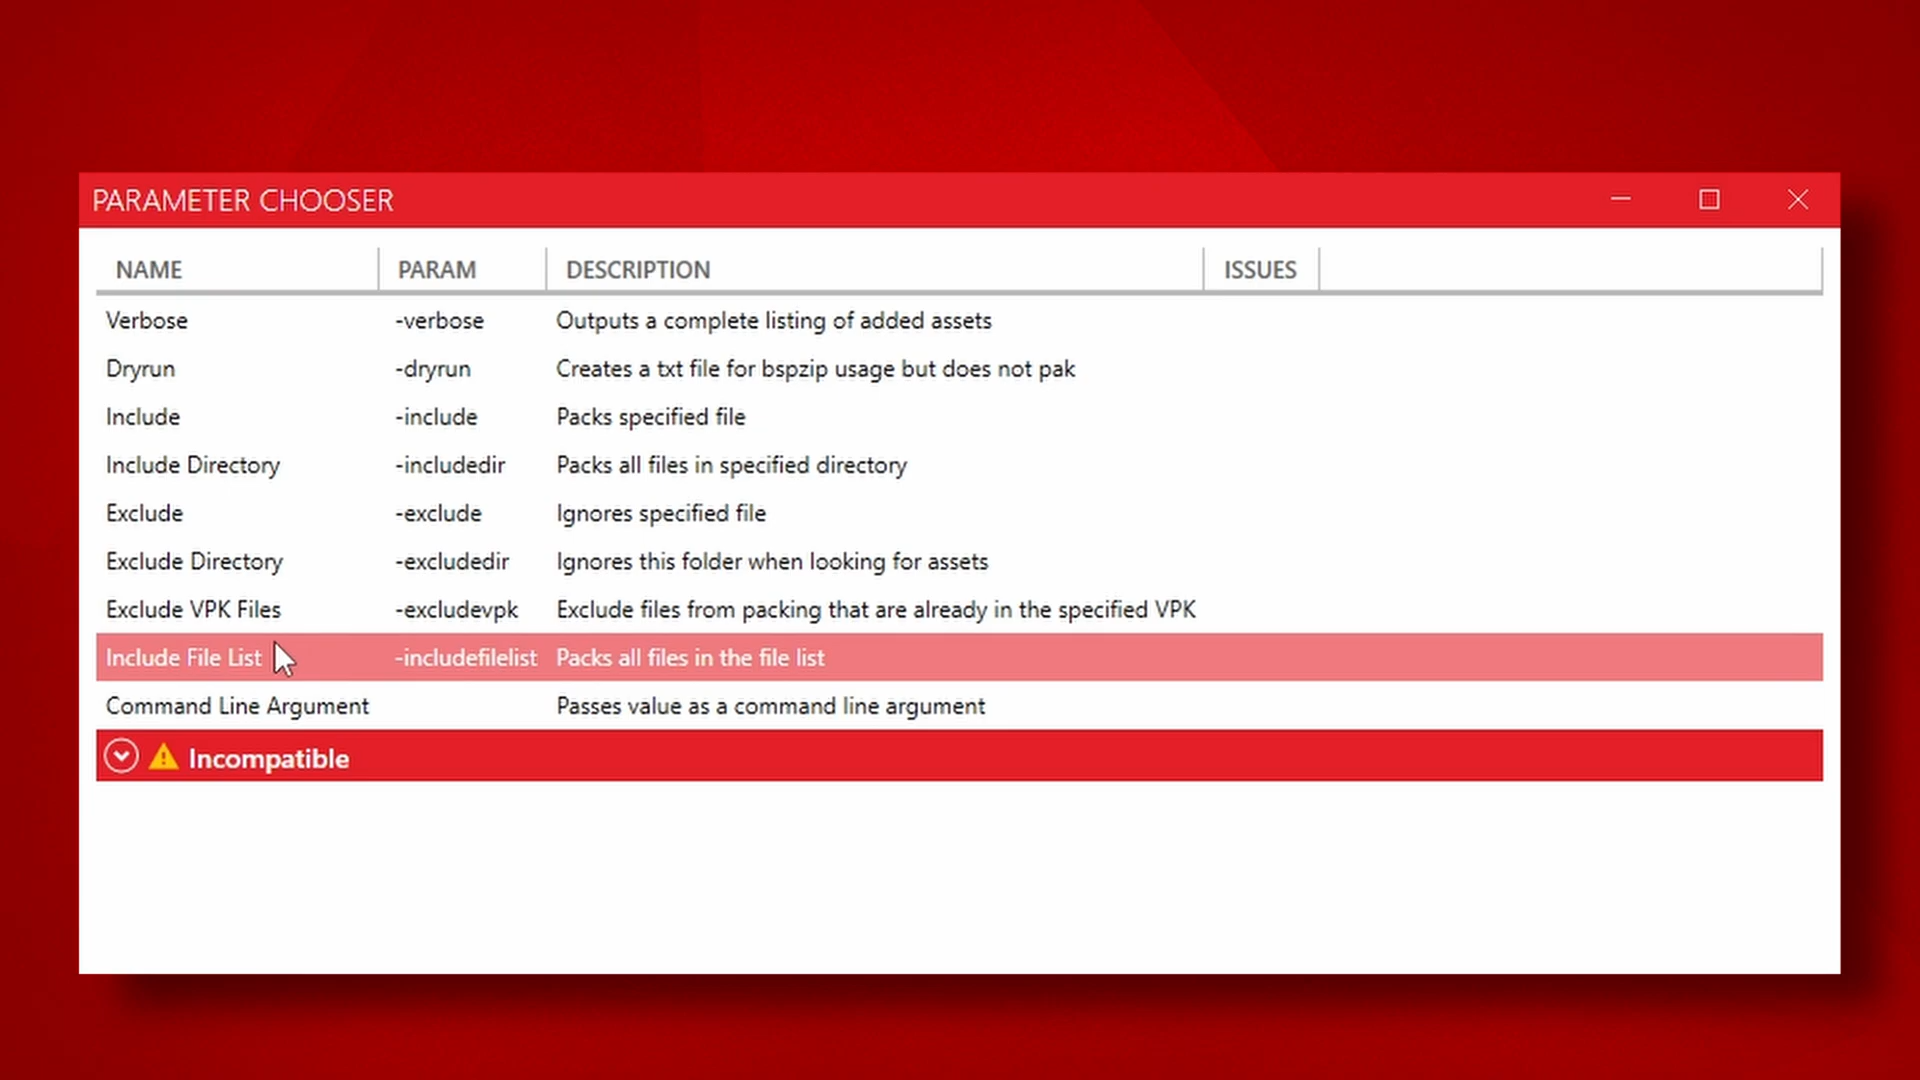 PARAMETER CHOOSER
NAME PARAM DESCRIPTION ISSUES
Verbose -verbose Outputs a complete listing of added assets
Dryrun -dryrun Creates a txt file for bspzip usage but does not pak
Include -include Packs specified file
Include Directory -includedir Packs all files in specified directory
Exclude -exclude Ignores specified file
Exclude Directory -excludedir Ignores this folder when looking for assets
Exclude VPK Files -excludevpk Exclude files from packing that are already in the specified VPK
Include File List -includefilelist Packs all files in the file list
Command Line Argument Passes value as a command line argument
Incompatible